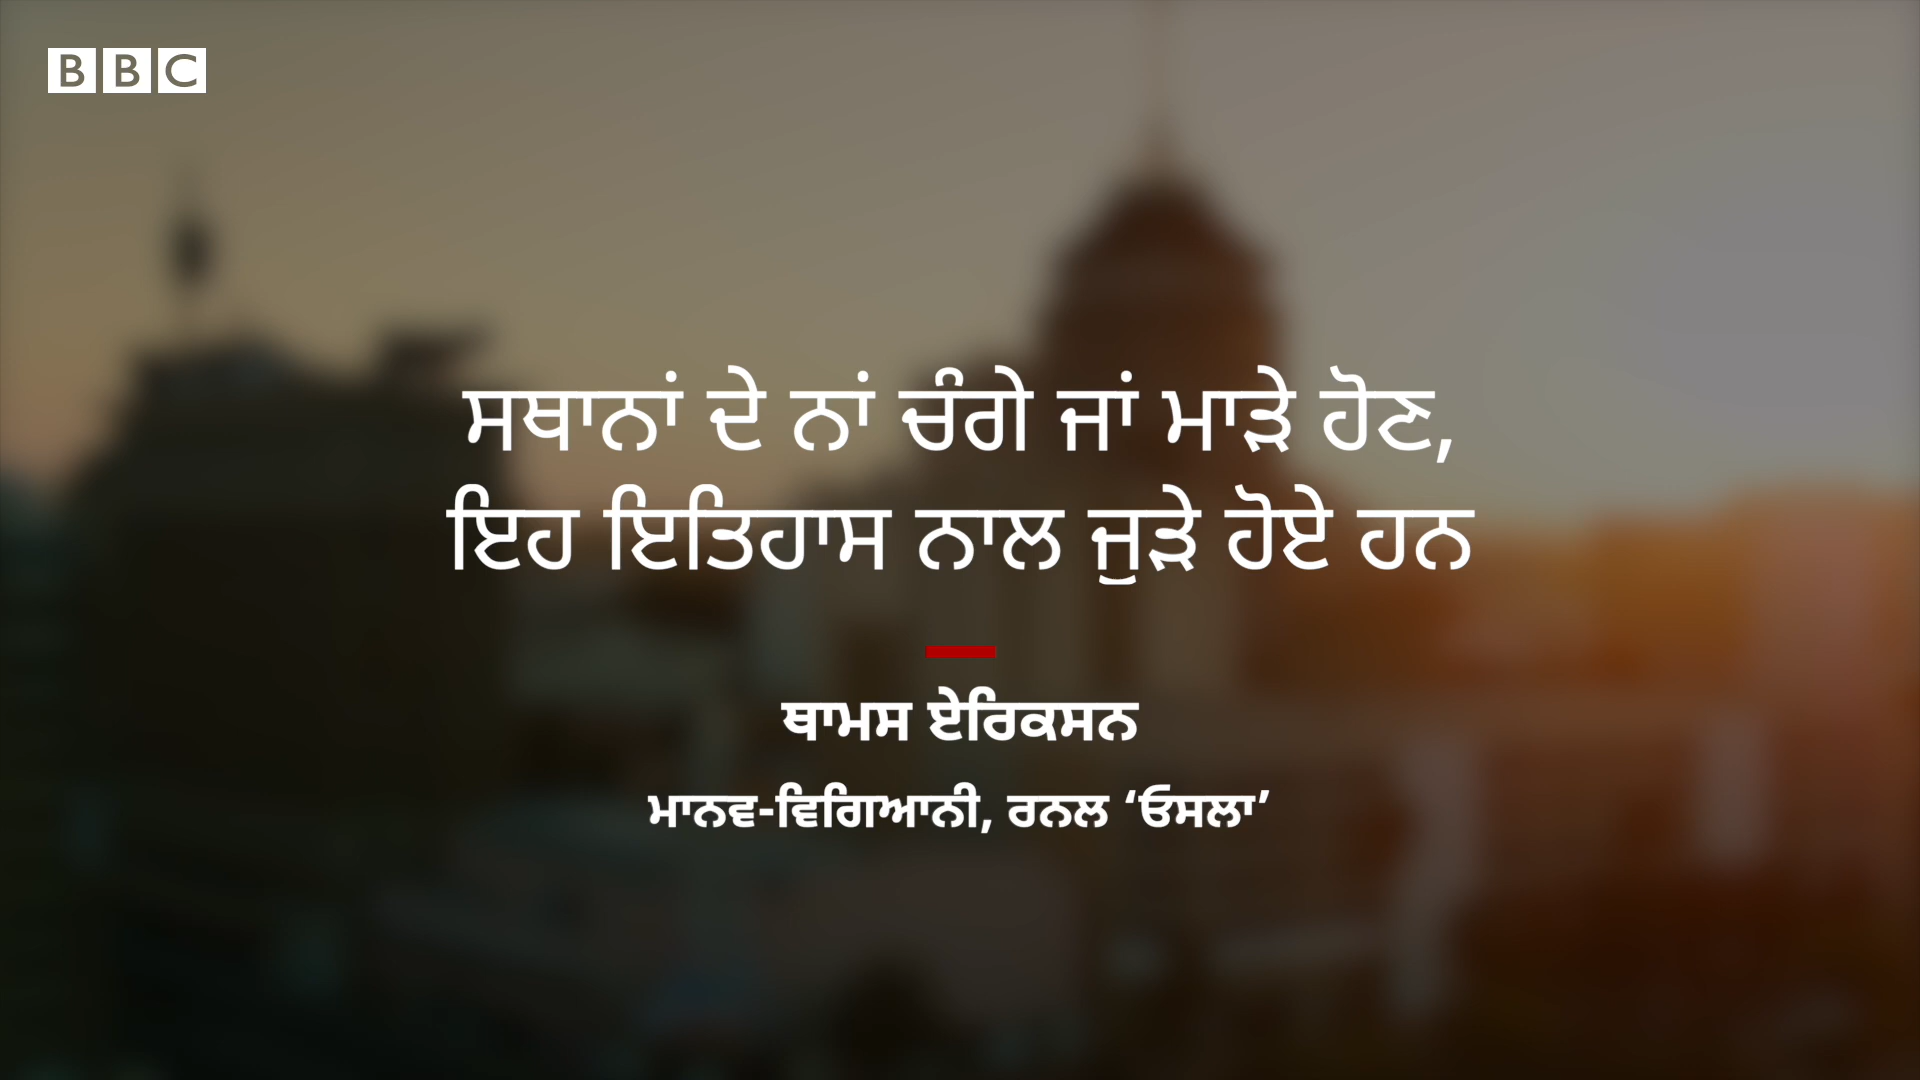 BBC
ਸਥਾਨਾਂ ਦੇ ਨਾਂ ਚੰਗੇ ਜਾਂ ਮਾੜੇ ਹੋਣ,
ਇਹ ਇਤਿਹਾਸ ਨਾਲ ਜੁੜੇ ਹੋਏ ਹਨ
ਥਾਮਸ ਏਰਿਕਸਨ
ਮਾਨਵ-ਵਿਗਿਆਨੀ, ਰਨਲ ‘ਓਸਲਾ’